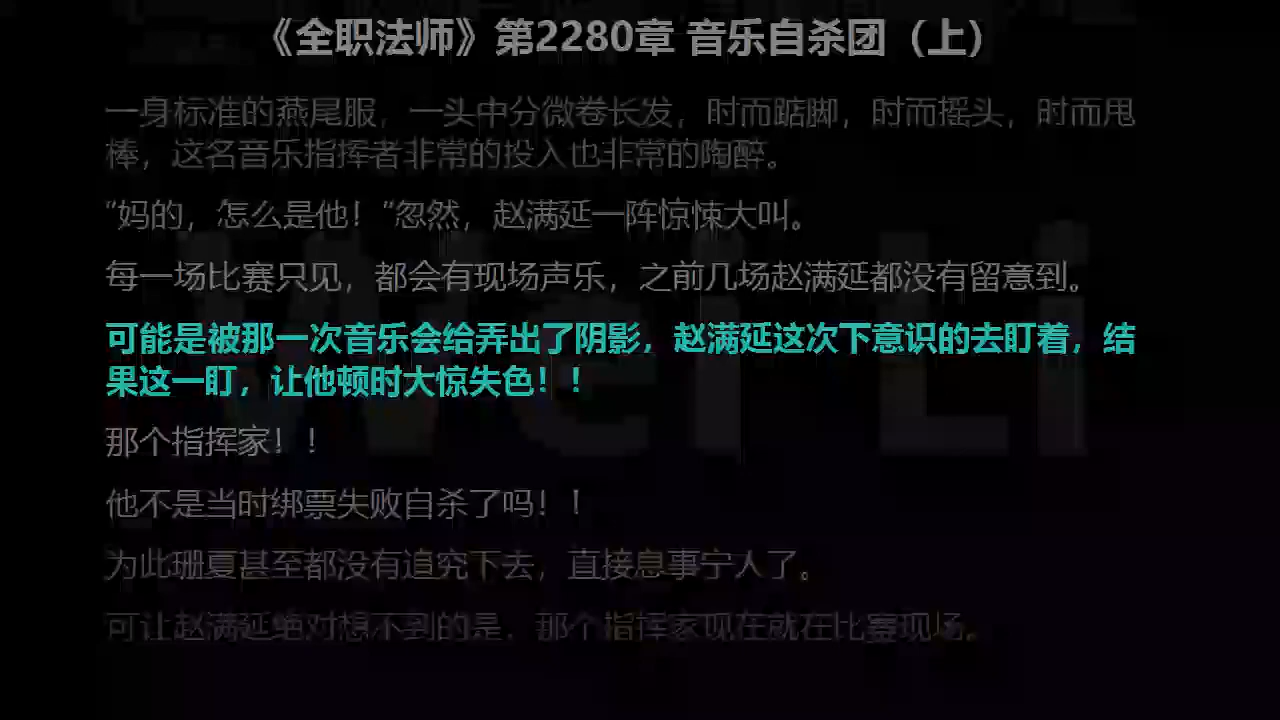 《全职法师》第2280章 音乐自杀团（上）
一身标准的燕尾服，一头中分微卷长发，时而踮脚，时而摇头，时而甩
棒，这名音乐指挥者非常的投入也非常的陶醉。
“妈的，怎么是他！”忽然，赵满延一阵惊悚大叫。
每一场比赛只见，都会有现场声乐，之前几场赵满延都没有留意到。
可能是被那一次音乐会给弄出了阴影，赵满延这次下意识的去盯着，结
果这一盯，让他顿时大惊失色！！
那个指挥家！！
他不是当时绑票失败自杀了吗！！
为此珊夏甚至都没有追究下去，直接息事宁人了。
可让赵满延绝对想不到的是，那个指挥家现在就在比赛现场。
Wei Li